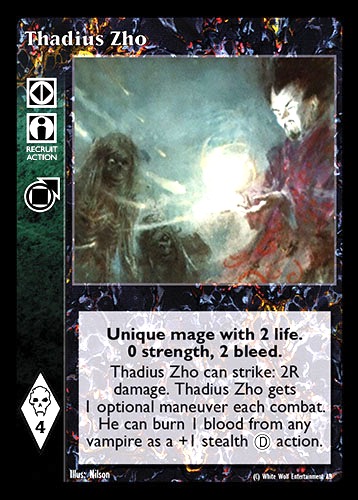 Thadius Zho
RECRUIT
ACTION
Unique mage with 2 life.
0 strength, 2 bleed.
Thadius Zho can strike: 2R
damage. Thadius Zho gets
1 optional maneuver each combat.
He can burn 1 blood from any
vampire as a +1 stealth Ⓓ action.
4
Illus: Nilson
(C) White Wolf Entertainment AB